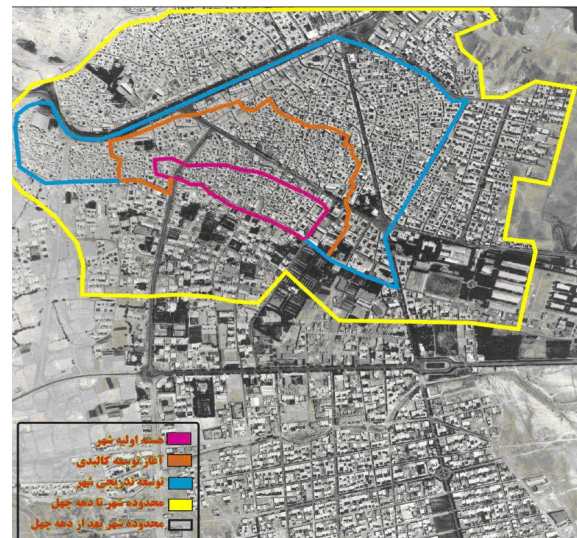 هسته اولیه شهر
آغاز توسعه کالبدی
توسعه تدریجی شهر
محدوده شهر تا دهه چهل
محدوده شهر بعد از دهه چهل